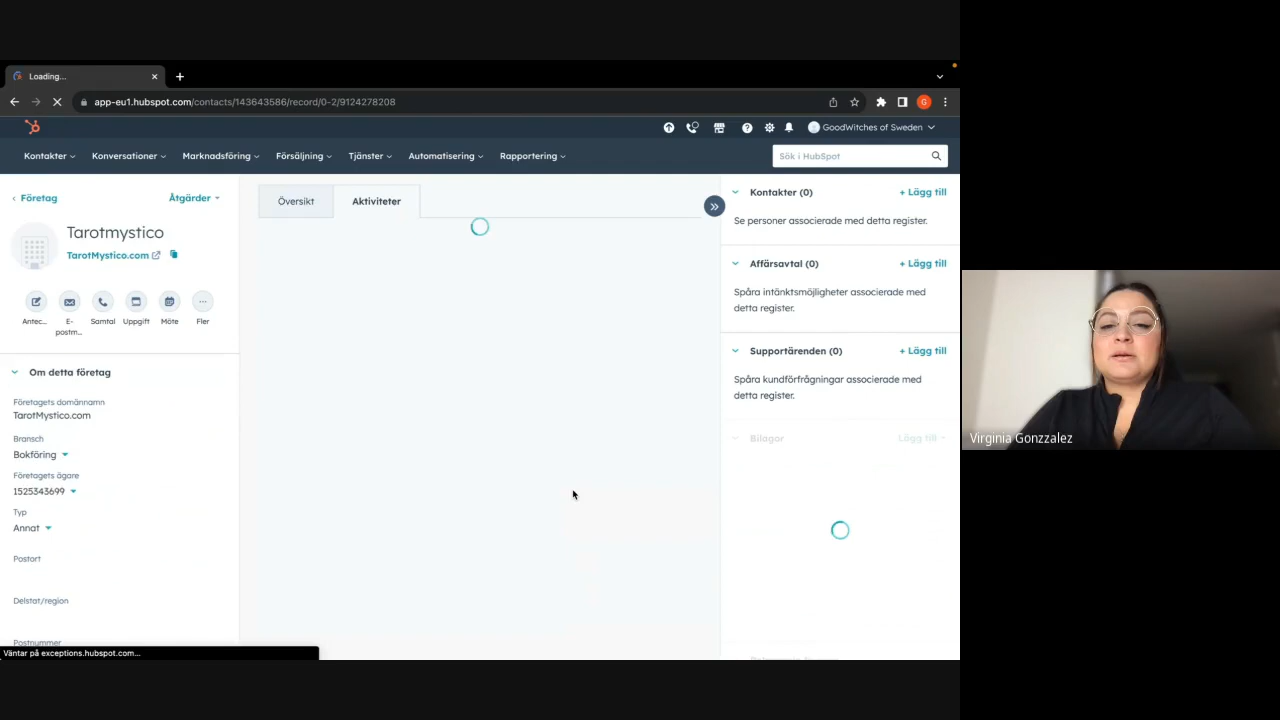 Loading...
app-eu1.hubspot.com/contacts/143643586/record/0-2/9124278208
G
GoodWitches of Sweden
Kontakter
Konversationer
Marknadsföring
Försäljning
Tjänster
Automatisering
Rapportering
Sök i HubSpot
Företag
Åtgärder
Tarotmystico
TarotMystico.com
Antec...
E-postm...
Samtal
Uppgift
Möte
Fler
Om detta företag
Företagets domännamn
TarotMystico.com
Bransch
Bokföring
Företagets ägare
1525343699
Typ
Annat
Postort
Delstat/region
Postnummer
Väntar på exceptions.hubspot.com...
Översikt
Aktiviteter
Kontakter (0)
+ Lägg till
Se personer associerade med detta register.
Affärsavtal (0)
+ Lägg till
Spåra intänktsmöjligheter associerade med
detta register.
Supportärenden (0)
+ Lägg till
Spåra kundförfrågningar associerade med
detta register.
Bilagor
Lägg till
Virginia Gonzzalez